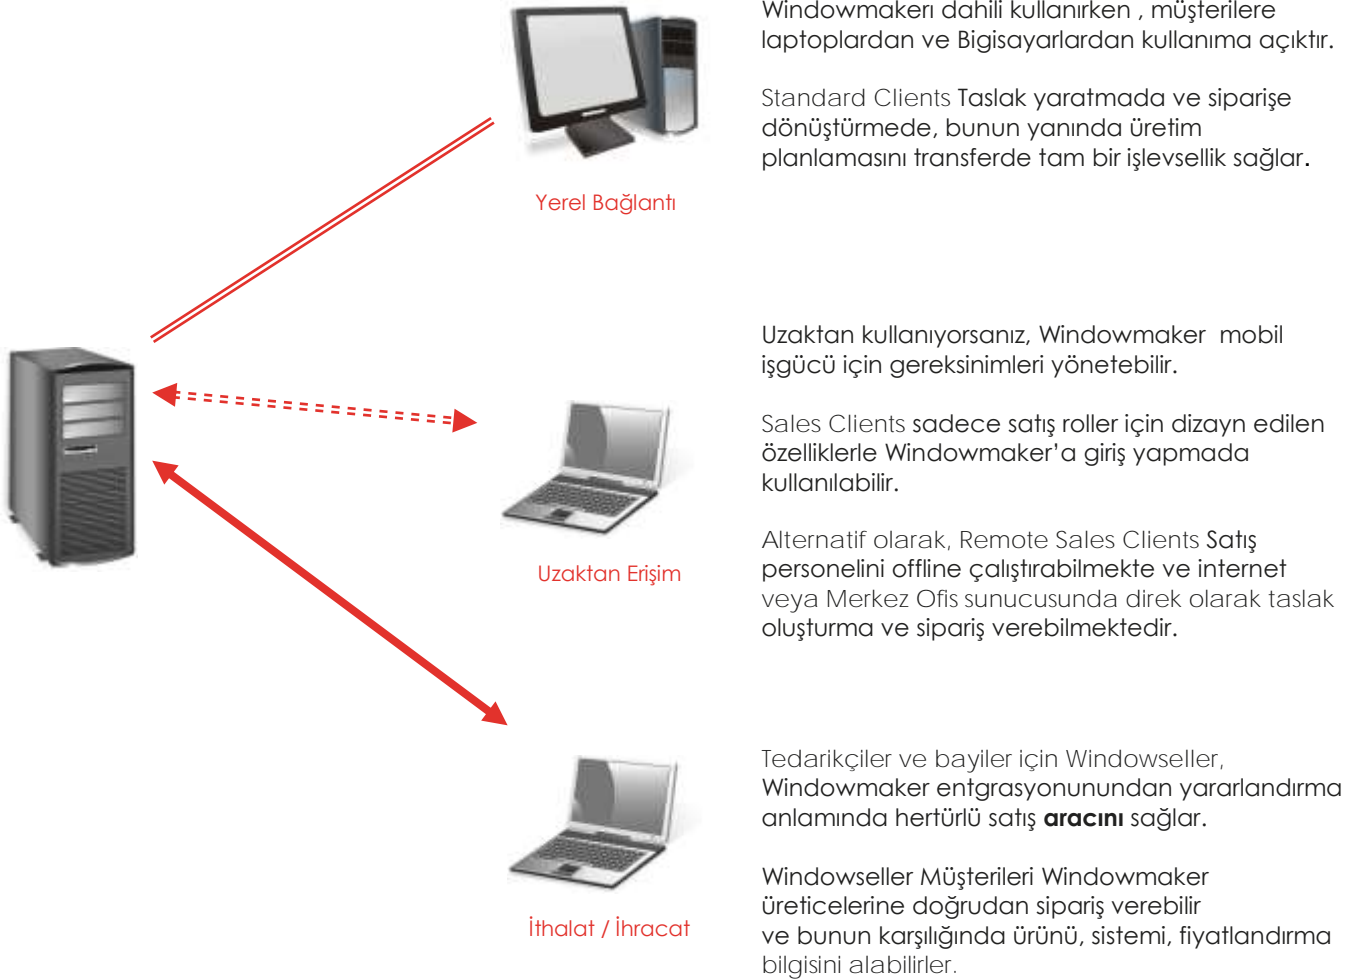 Windowmakerı dahili kullanırken , müşterilere
laptoplardan ve Bigisayarlardan kullanıma açıktır.
Standard Clients Taslak yaratmada ve siparişe
dönüştürmede, bunun yanında üretim
planlamasını transferde tam bir işlevsellik sağlar.
Yerel Bağlantı
Uzaktan kullanıyorsanız, Windowmaker mobil
işgücü için gereksinimleri yönetebilir.
Sales Clients sadece satış roller için dizayn edilen
özelliklerle Windowmaker’a giriş yapmada
kullanılabilir.
Alternatif olarak, Remote Sales Clients Satış
personelini offline çalıştırabilmekte ve internet
veya Merkez Ofis sunucusunda direk olarak taslak
oluşturma ve sipariş verebilmektedir.
Uzaktan Erişim
Tedarikçiler ve bayiler için Windowseller,
Windowmaker entgrasyonunundan yararlandırma
anlamında hertürlü satış aracını sağlar.
Windowseller Müşterileri Windowmaker
üreticelerine doğrudan sipariş verebilir
ve bunun karşılığında ürünü, sistemi, fiyatlandırma
bilgisini alabilirler.
İthalat / İhracat